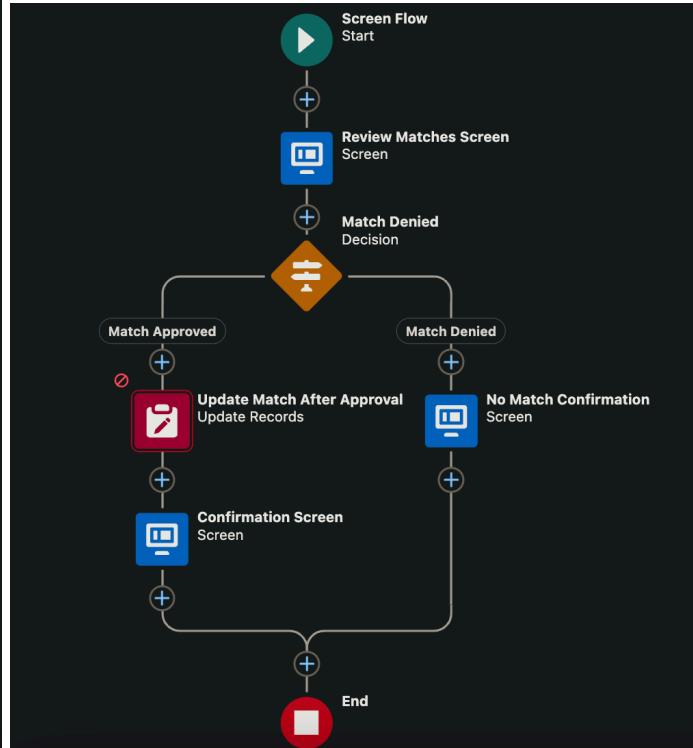 Screen Flow
Start
Review Matches Screen
Screen
Match Denied
Decision
Match Approved
Match Denied
Update Match After Approval
Update Records
No Match Confirmation
Screen
Confirmation Screen
Screen
End